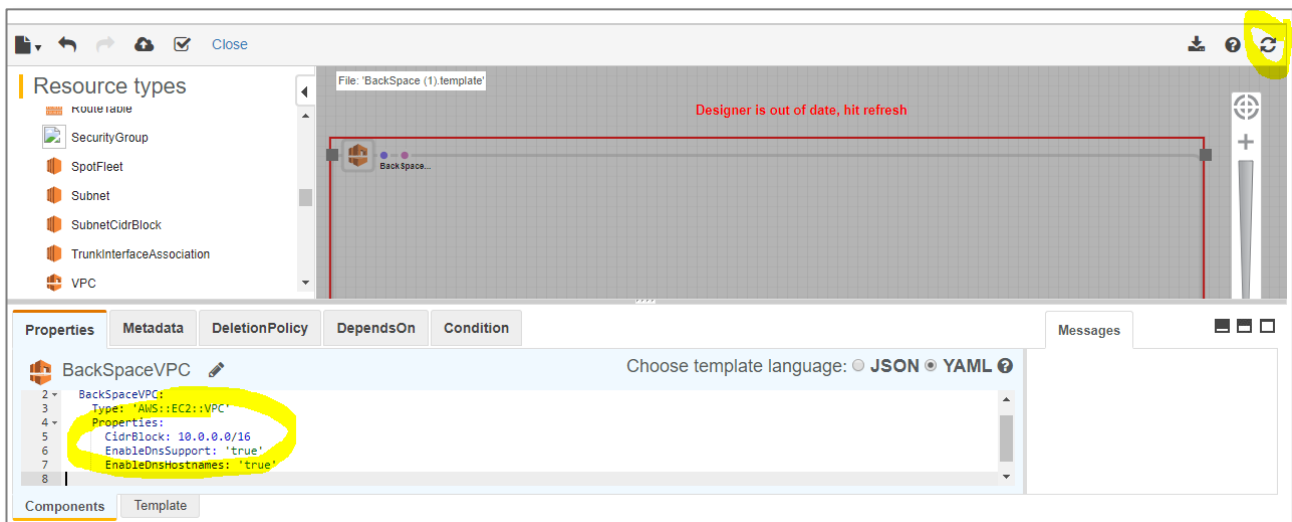 Close
Resource types
RouteTable
SecurityGroup
SpotFleet
Subnet
SubnetCidrBlock
TrunkInterfaceAssociation
VPC
File: 'BackSpace (1).template'
Designer is out of date, hit refresh
BackSpace...
Properties Metadata DeletionPolicy DependsOn Condition
Messages
BackSpaceVPC
Choose template language: JSON YAML
2 BackSpaceVPC:
3 Type: 'AWS::EC2::VPC'
4 Properties:
5 CidrBlock: 10.0.0.0/16
6 EnableDnsSupport: 'true'
7 EnableDnsHostnames: 'true'
8
Components Template